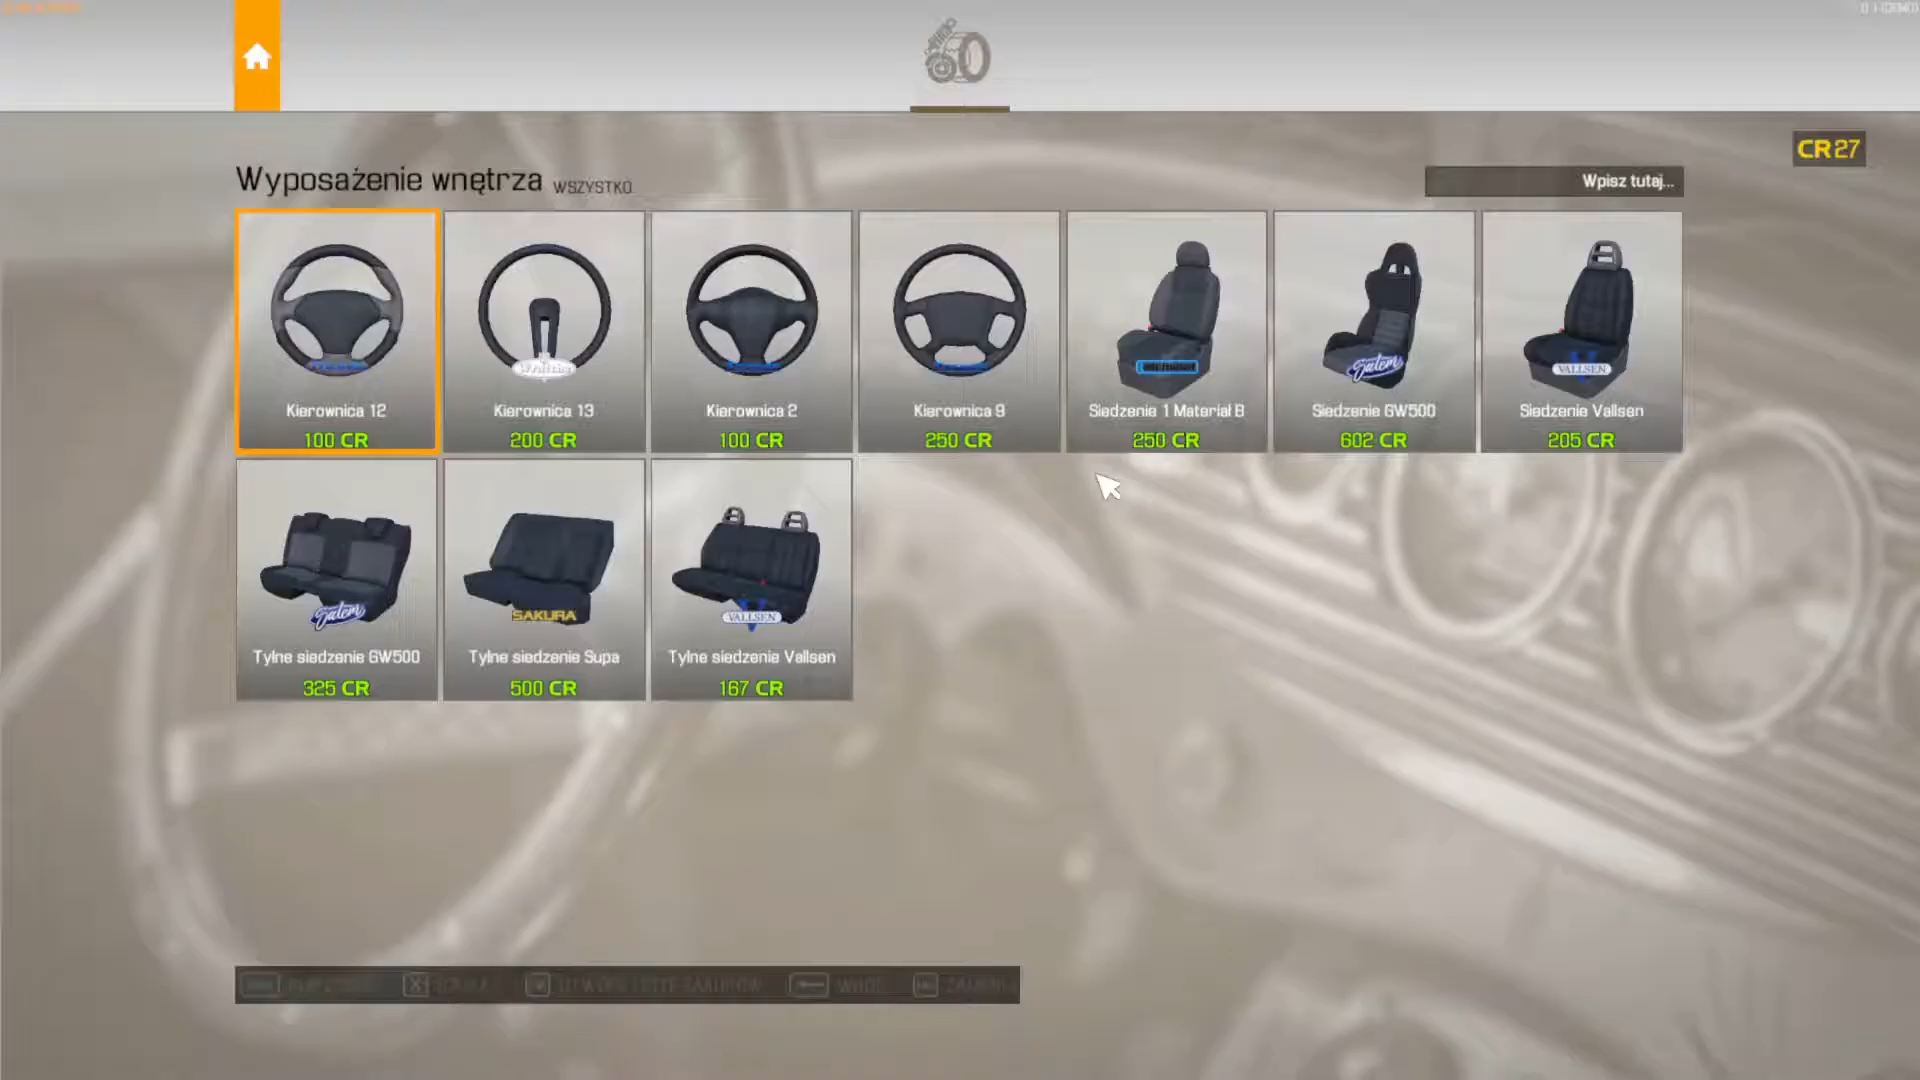 CR27
Wyposażenie wnętrza WSZYSTKO
Wpisz tutaj...
Kierownica 12
100 CR
Kierownica 13
200 CR
Kierownica 2
100 CR
Kierownica 9
250 CR
Siedzenie 1 Materiał B
250 CR
Salem
Siedzenie GW500
602 CR
VALLSEN
Siedzenie Vallsen
205 CR
Salem
Tylne siedzenie GW500
325 CR
SAKURA
Tylne siedzenie Supa
500 CR
VALLSEN
Tylne siedzenie Vallsen
167 CR